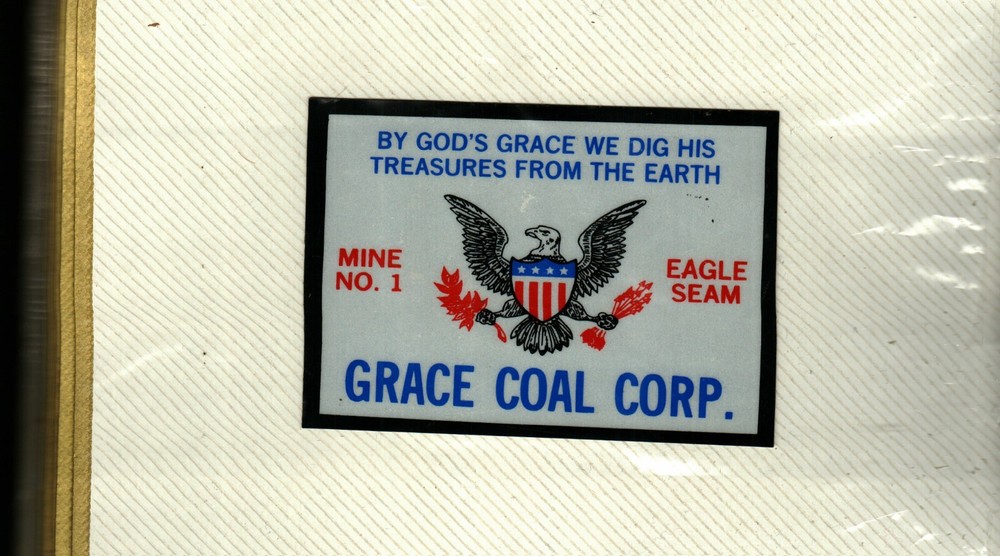 BY GOD'S GRACE WE DIG HIS
TREASURES FROM THE EARTH
MINE
NO. 1
EAGLE
SEAM
GRACE COAL CORP.